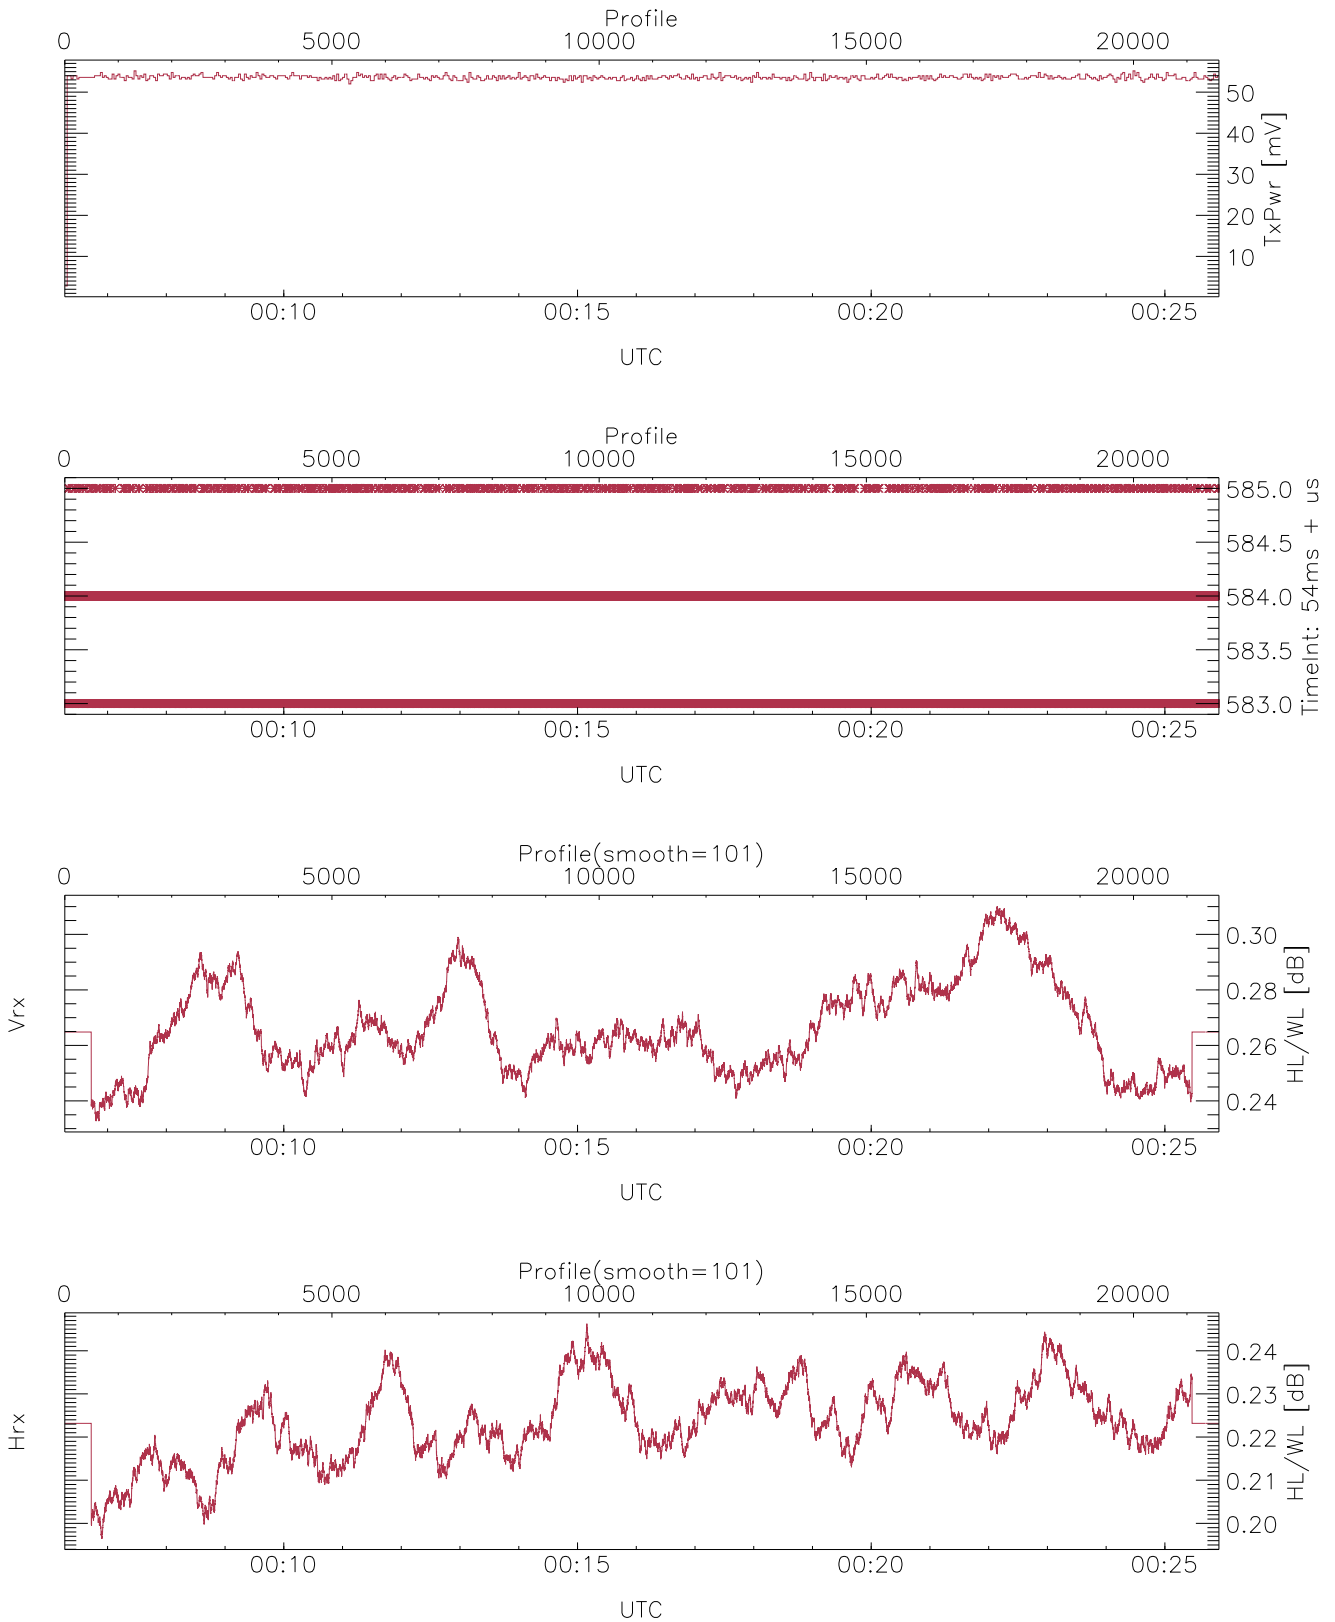 Profile
0 5000 10000 15000 20000
50
40
30
20
10
TxPwr [mV]
00:10 00:15 00:20 00:25
UTC
Profile
0 5000 10000 15000 20000
585.0
584.5
584.0
583.5
583.0
TimeInt: 54ms + us
00:10 00:15 00:20 00:25
UTC
Profile(smooth=101)
0 5000 10000 15000 20000
Vrx
0.30
0.28
0.26
0.24
HL/WL [dB]
00:10 00:15 00:20 00:25
UTC
Profile(smooth=101)
0 5000 10000 15000 20000
Hrx
0.24
0.23
0.22
0.21
0.20
HL/WL [dB]
00:10 00:15 00:20 00:25
UTC